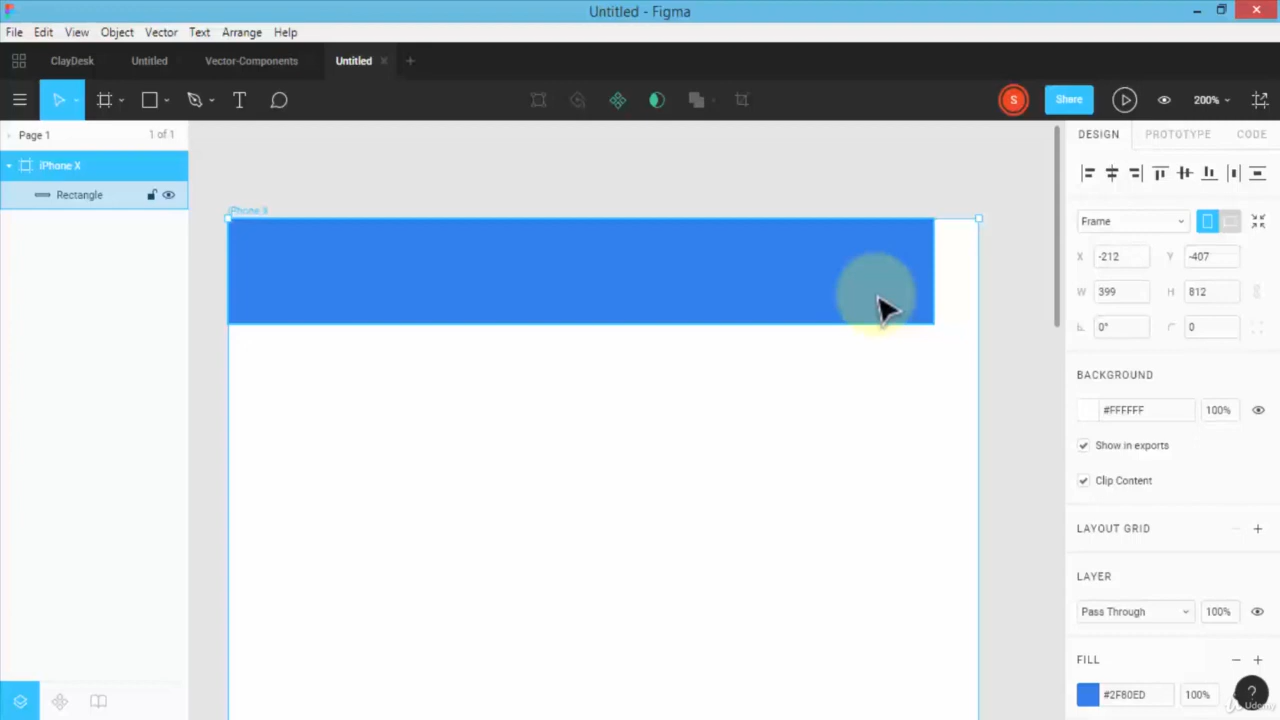 Untitled - Figma
File Edit View Object Vector Text Arrange Help
ClayDesk Untitled Vector-Components Untitled
T S Share 200%
Page 1 1 of 1 DESIGN PROTOTYPE CODE
iPhone X
Rectangle
iPhone X
Frame
X -212 Y -407
W 399 H 812
0° 0
BACKGROUND
#FFFFFF 100%
Show in exports
Clip Content
LAYOUT GRID
LAYER
Pass Through 100%
FILL
#2F80ED 100% ?
Udemy